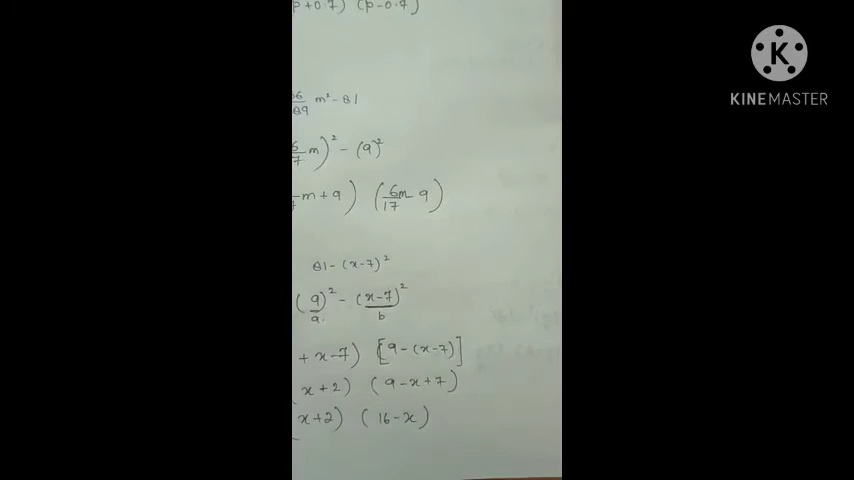 p+0.7) (p-0.7)
KINEMASTER
36/289 m² - 81
6/17 m)² - (9)²
m + 9) (6m/17 9)
81 - (x-7)²
(9)² - (x-7)²
a. b
+ x-7) [9 - (x-7)]
x+2) (9-x+7)
x+2) (16-x)